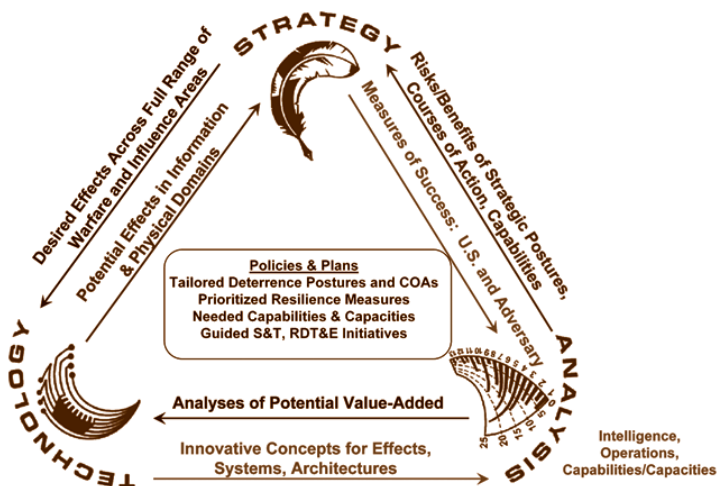 STRATEGY
Desired Effects Across Full Range of
Warfare and Influence Areas
Potential Effects in Information
& Physical Domains
Measures of Success: U.S. and Adversary
Risks/Benefits of Strategic Postures,
Courses of Action, Capabilities
Policies & Plans
Tailored Deterrence Postures and COAs
Prioritized Resilience Measures
Needed Capabilities & Capacities
Guided S&T, RDT&E Initiatives
TECHNOLOGY
ANALYSIS
Analyses of Potential Value-Added
Innovative Concepts for Effects,
Systems, Architectures
Intelligence,
Operations,
Capabilities/Capacities